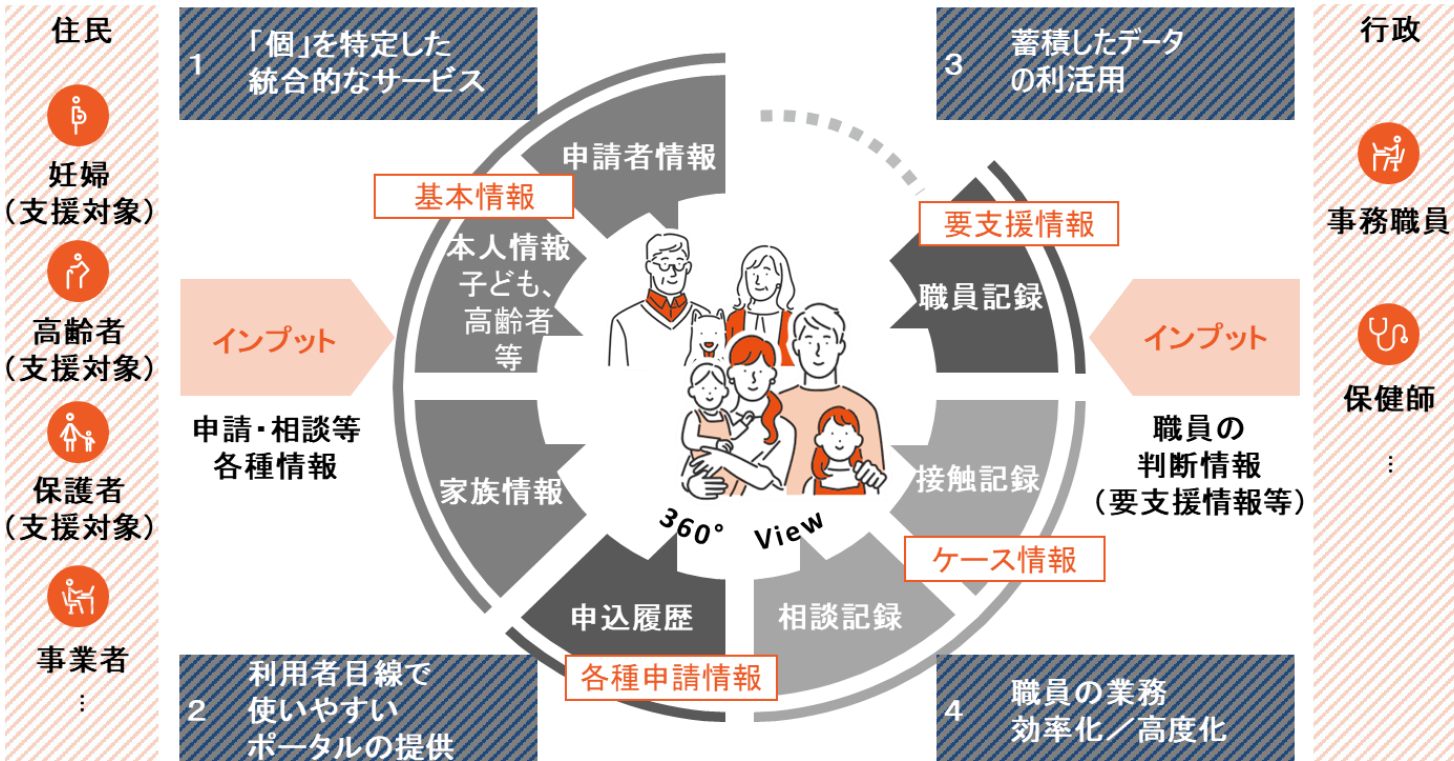 住民
妊婦
（支援対象）
高齢者
（支援対象）
保護者
（支援対象）
事業者
⋮
1
「個」を特定した
統合的なサービス
インプット
申請・相談等
各種情報
2
利用者目線で
使いやすい
ポータルの提供
申請者情報
基本情報
本人情報
子ども、
高齢者
等
家族情報
申込履歴
各種申請情報
相談記録
ケース情報
接触記録
職員記録
要支援情報
360° View
3
蓄積したデータ
の利活用
インプット
職員の
判断情報
（要支援情報等）
4
職員の業務
効率化／高度化
行政
事務職員
保健師
⋮